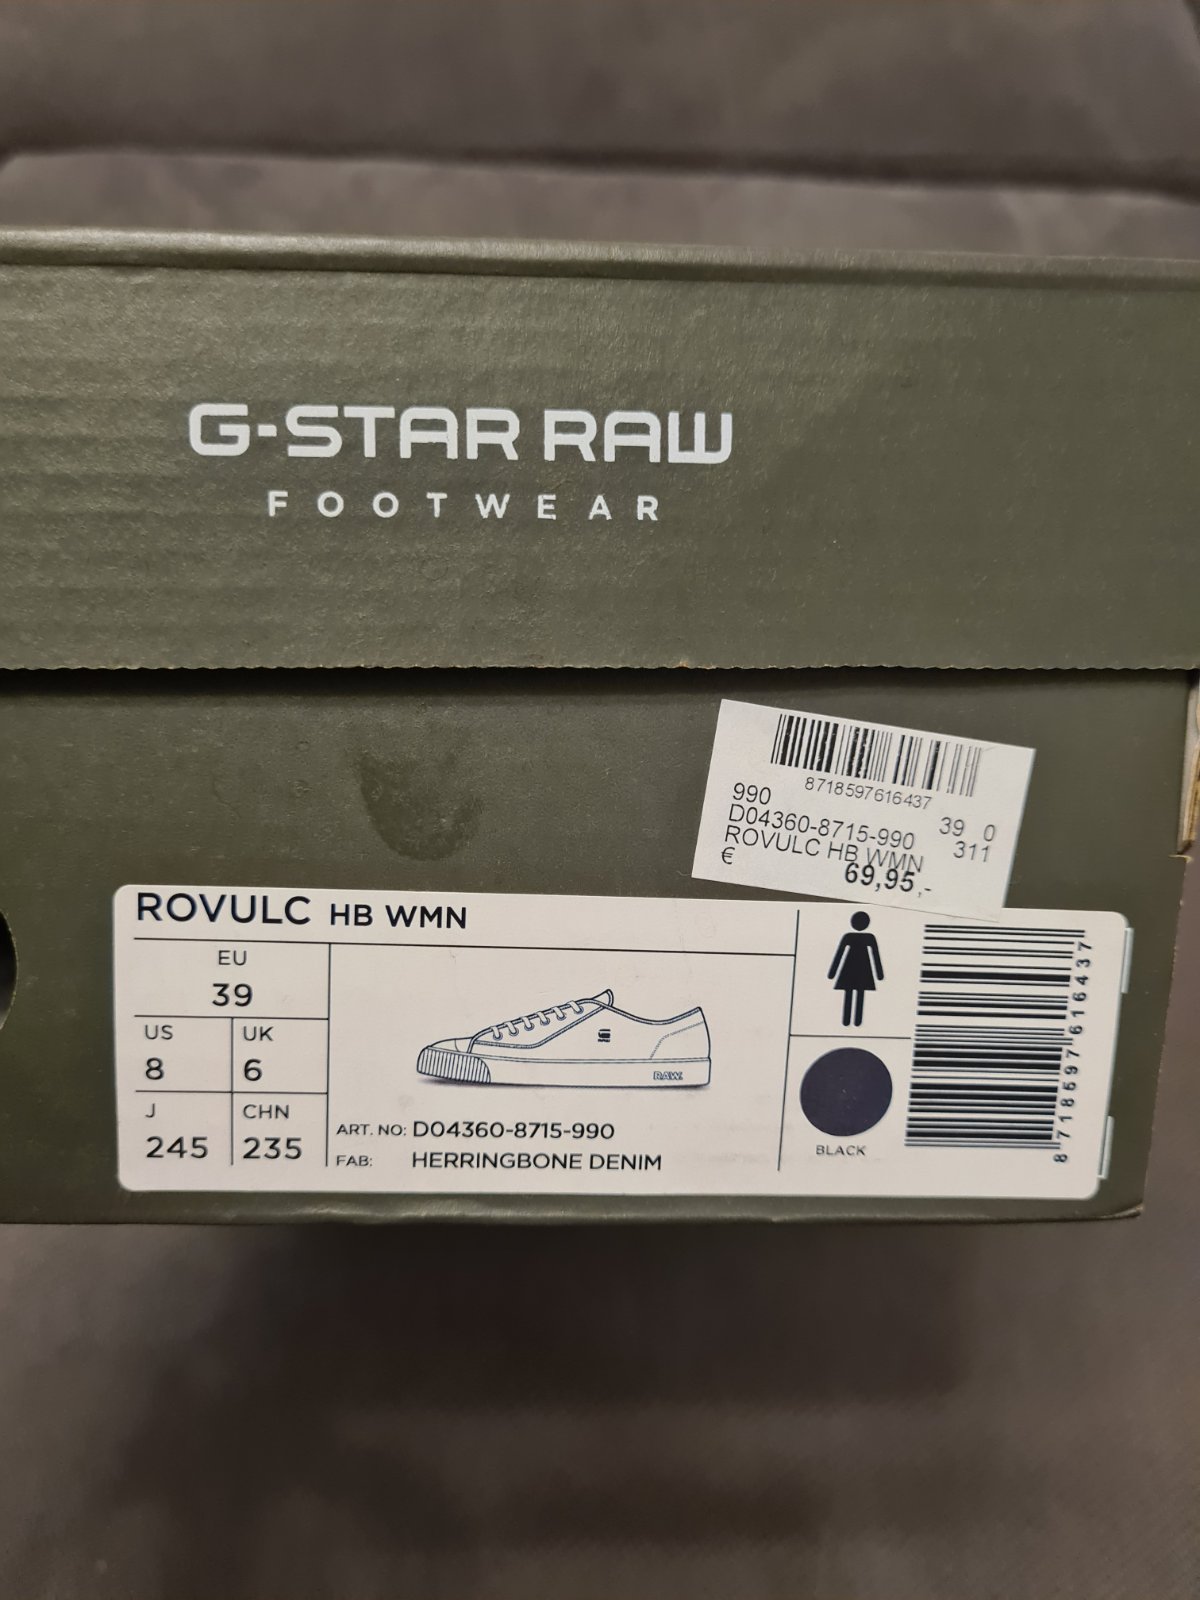 G-STAR RAW
FOOTWEAR
8718597616437
990
39 0
D04360-8715-990
311
ROVULC HB WMN
€ 69,95,-
ROVULC HB WMN
EU
39
US
8
UK
6
J
245
CHN
235
RAW.
ART. NO: D04360-8715-990
FAB: HERRINGBONE DENIM
BLACK
8718597616437